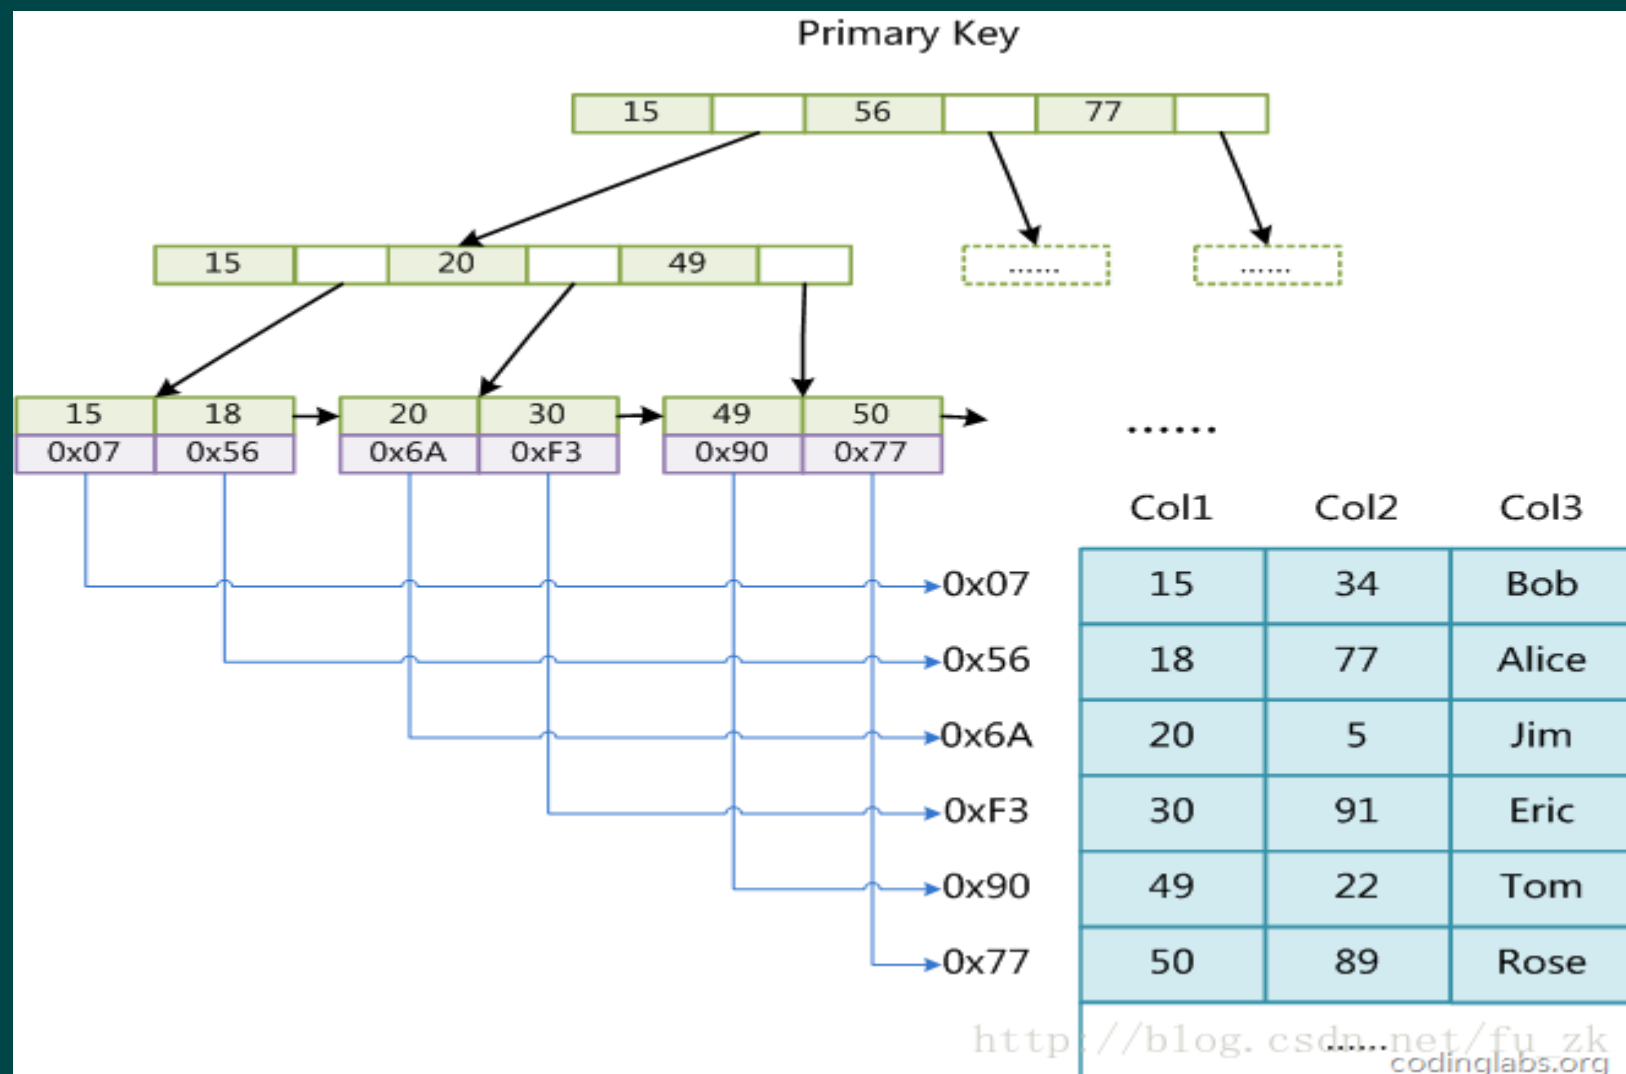 Primary Key
15 56 77
15 20 49 ...... ......
15 18 20 30 49 50
0x07 0x56 0x6A 0xF3 0x90 0x77
......
Col1 Col2 Col3
0x07 15 34 Bob
0x56 18 77 Alice
0x6A 20 5 Jim
0xF3 30 91 Eric
0x90 49 22 Tom
0x77 50 89 Rose
......
http://blog.csdn.net/fu_zk
codinglabs.org